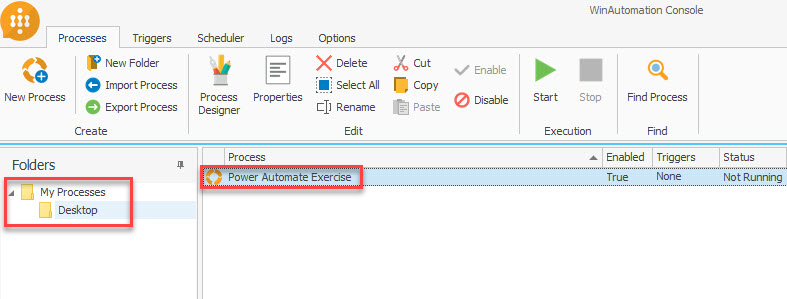 WinAutomation Console
Processes Triggers Scheduler Logs Options
New Process
New Folder
Import Process
Export Process
Create
Process Designer
Properties
Delete
Select All
Rename
Cut
Copy
Paste
Enable
Disable
Edit
Start
Stop
Execution
Find Process
Find
Folders
My Processes
Desktop
Process Enabled Triggers Status
Power Automate Exercise True None Not Running